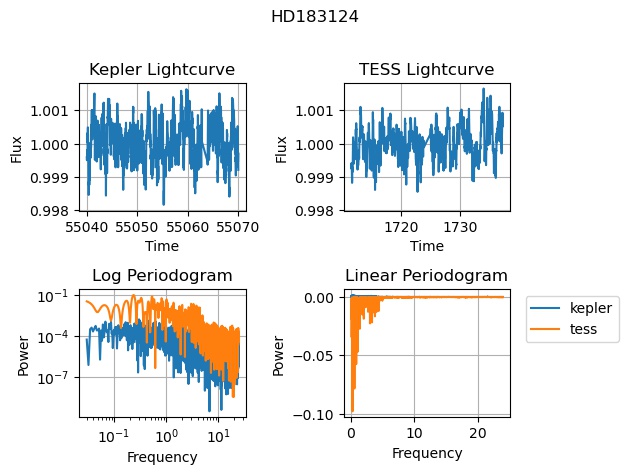 HD183124
Kepler Lightcurve
TESS Lightcurve
Flux
1.001
1.000
0.999
0.998
55040 55050 55060 55070
Time
Flux
1.001
1.000
0.999
0.998
1720 1730
Time
Log Periodogram
Linear Periodogram
Power
10⁻¹
10⁻⁴
10⁻⁷
10⁻¹ 10⁰ 10¹
Frequency
Power
0.00
−0.05
−0.10
0 10 20
Frequency
kepler
tess